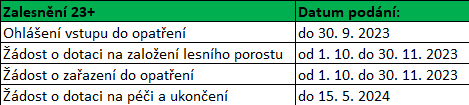 Zalesnění 23+ Datum podání:
Ohlášení vstupu do opatření do 30. 9. 2023
Žádost o dotaci na založení lesního porostu od 1. 10. do 30. 11. 2023
Žádost o zařazení do opatření od 1. 10. do 30. 11. 2023
Žádost o dotaci na péči a ukončení do 15. 5. 2024